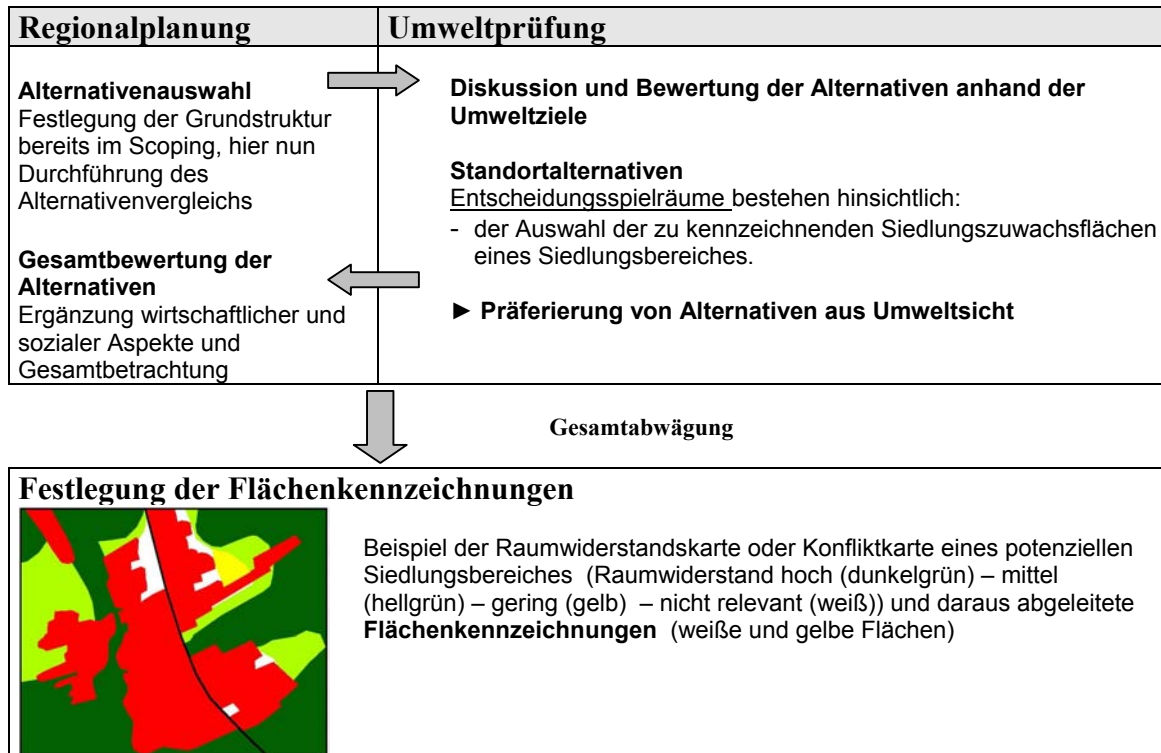 Regionalplanung
Umweltprüfung
Alternativenauswahl
Festlegung der Grundstruktur
bereits im Scoping, hier nun
Durchführung des
Alternativenvergleichs
Gesamtbewertung der
Alternativen
Ergänzung wirtschaftlicher und
sozialer Aspekte und
Gesamtbetrachtung
Diskussion und Bewertung der Alternativen anhand der
Umweltziele
Standortalternativen
Entscheidungsspielräume bestehen hinsichtlich:
- der Auswahl der zu kennzeichnenden Siedlungszuwachsflächen
eines Siedlungsbereiches.
► Präferierung von Alternativen aus Umweltsicht
Gesamtabwägung
Festlegung der Flächenkennzeichnungen
Beispiel der Raumwiderstandskarte oder Konfliktkarte eines potenziellen
Siedlungsbereiches (Raumwiderstand hoch (dunkelgrün) – mittel
(hellgrün) – gering (gelb) – nicht relevant (weiß)) und daraus abgeleitete
Flächenkennzeichnungen (weiße und gelbe Flächen)